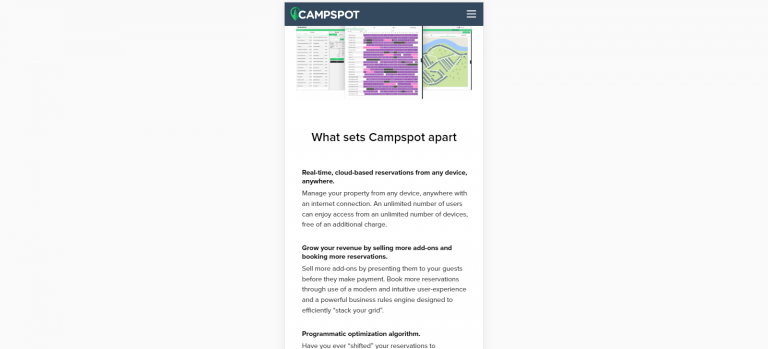 CAMPSPOT
What sets Campspot apart
Real-time, cloud-based reservations from any device,
anywhere.
Manage your property from any device, anywhere with
an internet connection. An unlimited number of users
can enjoy access from an unlimited number of devices,
free of an additional charge.
Grow your revenue by selling more add-ons and
booking more reservations.
Sell more add-ons by presenting them to your guests
before they make payment. Book more reservations
through use of a modern and intuitive user-experience
and a powerful business rules engine designed to
efficiently “stack your grid”.
Programmatic optimization algorithm.
Have you ever “shifted” your reservations to